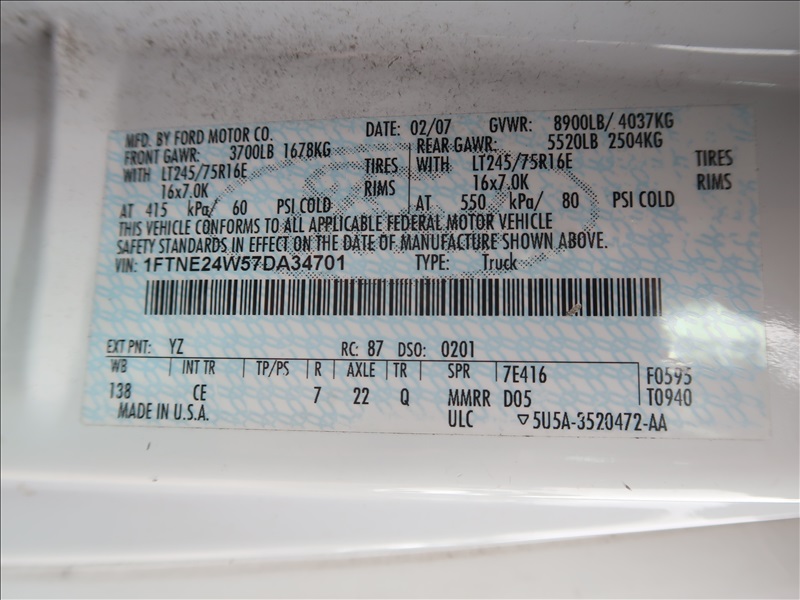 MFD. BY FORD MOTOR CO. DATE: 02/07 GVWR: 8900LB/ 4037KG
FRONT GAWR: 3700LB 1678KG REAR GAWR: 5520LB 2504KG
WITH LT245/75R16E TIRES WITH LT245/75R16E TIRES
16x7.0K RIMS 16x7.0K RIMS
AT 415 kPa/ 60 PSI COLD AT 550 kPa/ 80 PSI COLD
THIS VEHICLE CONFORMS TO ALL APPLICABLE FEDERAL MOTOR VEHICLE
SAFETY STANDARDS IN EFFECT ON THE DATE OF MANUFACTURE SHOWN ABOVE.
VIN: 1FTNE24W57DA34701 TYPE: Truck
EXT PNT: YZ RC: 87 DSO: 0201
WB INT TR TP/PS R AXLE TR SPR 7E416 F0595
138 CE 7 22 Q MMRR D05 T0940
MADE IN U.S.A. ULC ▽5U5A-3520472-AA